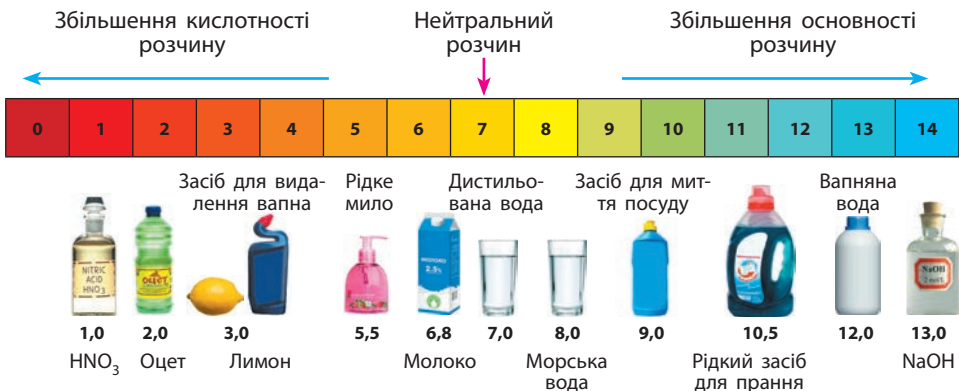 Збільшення кислотності
розчину
Нейтральний
розчин
Збільшення основності
розчину
0 1 2 3 4 5 6 7 8 9 10 11 12 13 14
Засіб для вида-
лення вапна
Рідке
мило
Дистильо-
вана вода
Засіб для мит-
тя посуду
Вапняна
вода
NITRIC
ACID
HNO3
ОЦЕТ
МОЛОКО
2,5%
NaOH
1,0 2,0 3,0 5,5 6,8 7,0 8,0 9,0 10,5 12,0 13,0
HNO3 Оцет Лимон Молоко Морська
вода
Рідкий засіб
для прання
NaOH